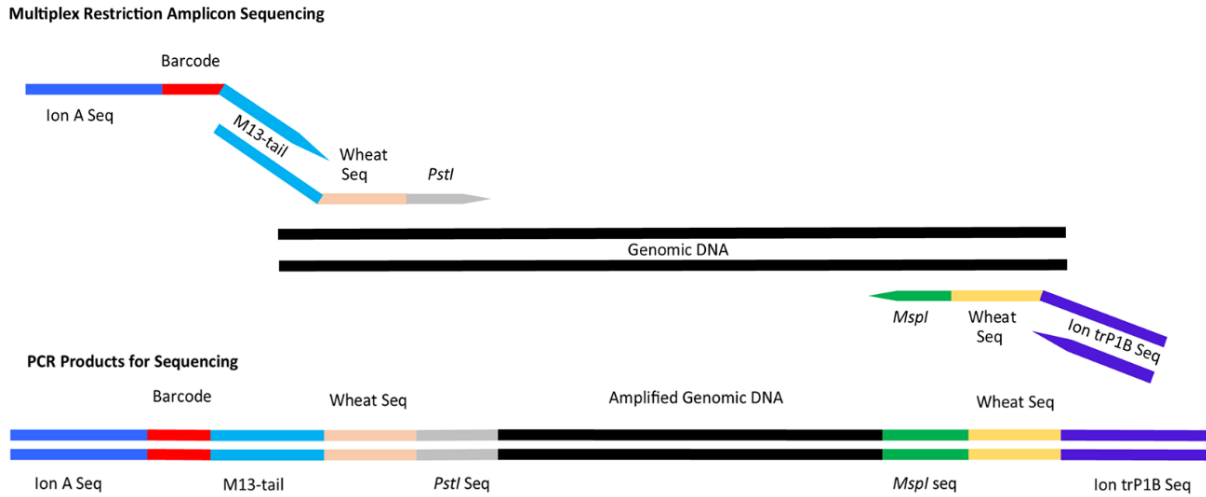 Multiplex Restriction Amplicon Sequencing
Barcode
Ion A Seq
M13-tail
Wheat
Seq
PstI
Genomic DNA
MspI
Wheat
Seq
Ion trP1B Seq
PCR Products for Sequencing
Barcode
Wheat Seq
Amplified Genomic DNA
Wheat Seq
Ion A Seq
M13-tail
PstI Seq
MspI seq
Ion trP1B Seq